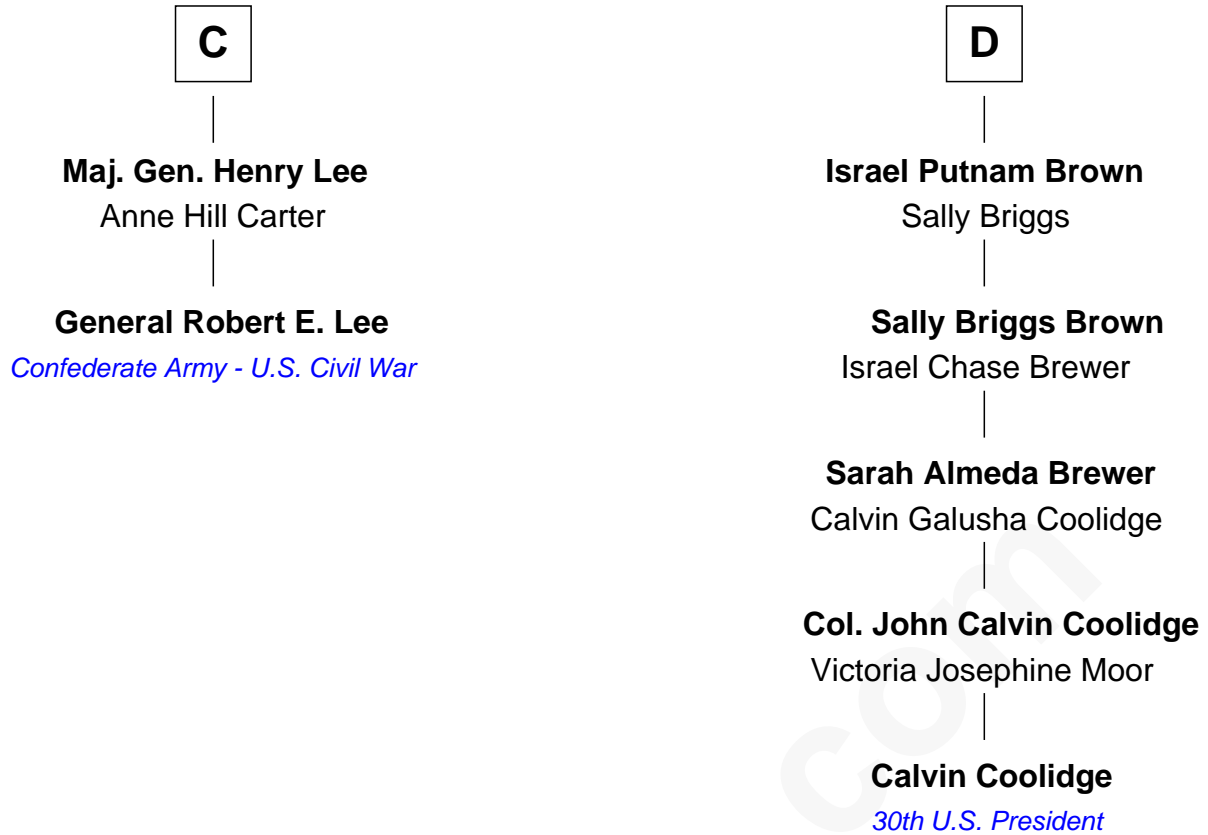 C
Maj. Gen. Henry Lee
Anne Hill Carter
General Robert E. Lee
Confederate Army - U.S. Civil War
D
Israel Putnam Brown
Sally Briggs
Sally Briggs Brown
Israel Chase Brewer
Sarah Almeda Brewer
Calvin Galusha Coolidge
Col. John Calvin Coolidge
Victoria Josephine Moor
Calvin Coolidge
30th U.S. President
com